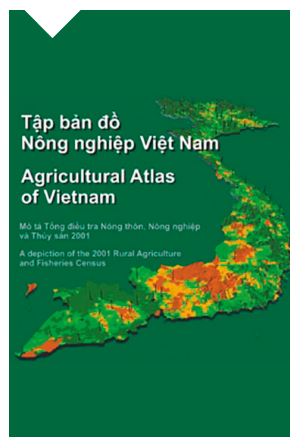 Tập bản đồ
Nông nghiệp Việt Nam
Agricultural Atlas
of Vietnam
Mô tả Tổng điều tra Nông thôn, Nông nghiệp
và Thủy sản 2001
A depiction of the 2001 Rural Agriculture
and Fisheries Census